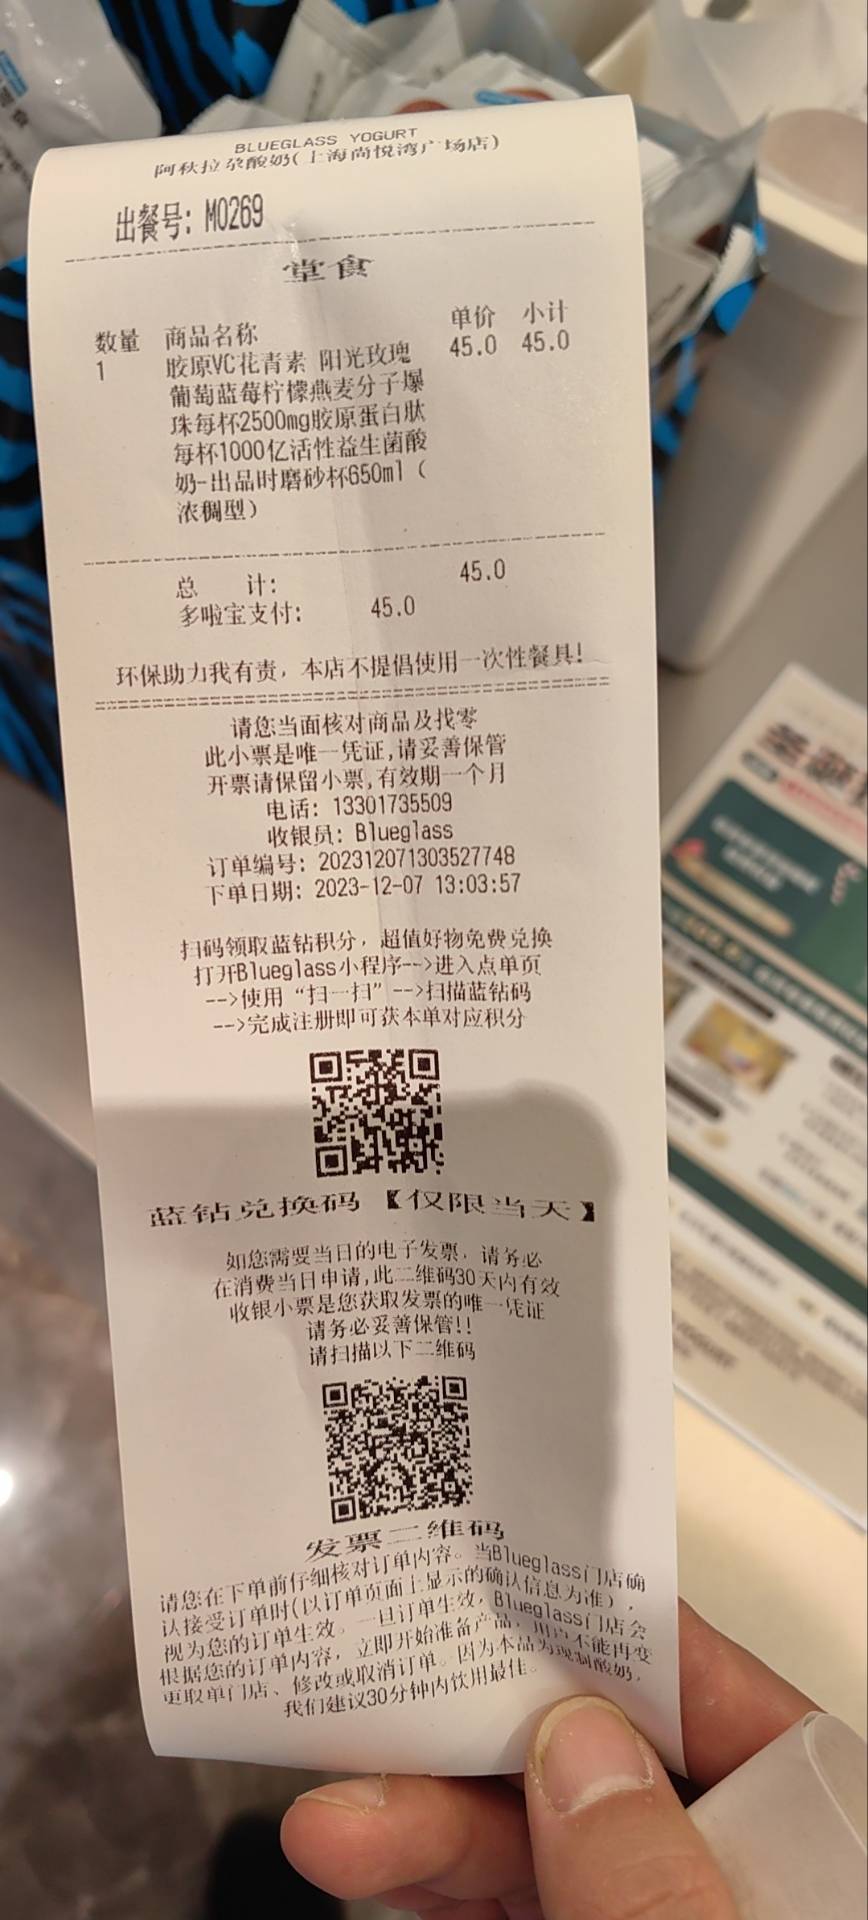 BLUEGLASS YOGURT
阿秋拉尕酸奶(上海尚悦湾广场店)
出餐号: M0269
堂食
数量 商品名称 单价 小计
1 胶原VC花青素 阳光玫瑰 45.0 45.0
葡萄蓝莓柠檬燕麦分子爆
珠每杯2500mg胶原蛋白肽
每杯1000亿活性益生菌酸
奶-出品时磨砂杯650ml（
浓稠型）
总 计: 45.0
多啦宝支付: 45.0
环保助力我有责，本店不提倡使用一次性餐具!
请您当面核对商品及找零
此小票是唯一凭证,请妥善保管
开票请保留小票,有效期一个月
电话: 13301735509
收银员: Blueglass
订单编号: 202312071303527748
下单日期: 2023-12-07 13:03:57
扫码领取蓝钻积分，超值好物免费兑换
打开Blueglass小程序-->进入点单页
-->使用“扫一扫”-->扫描蓝钻码
-->完成注册即可获本单对应积分
蓝钻兑换码【仅限当天】
如您需要当日的电子发票，请务必
在消费当日申请,此二维码30天内有效
收银小票是您获取发票的唯一凭证
请务必妥善保管!!
请扫描以下二维码
发票二维码
请您在下单前仔细核对订单内容。当Blueglass门店确
认接受订单时(以订单页面上显示的确认信息为准)，
视为您的订单生效。一旦订单生效，Blueglass门店会
根据您的订单内容，立即开始准备产品，用户不能再变
更取单门店、修改或取消订单。因为本品为现制酸奶，
我们建议30分钟内饮用最佳。